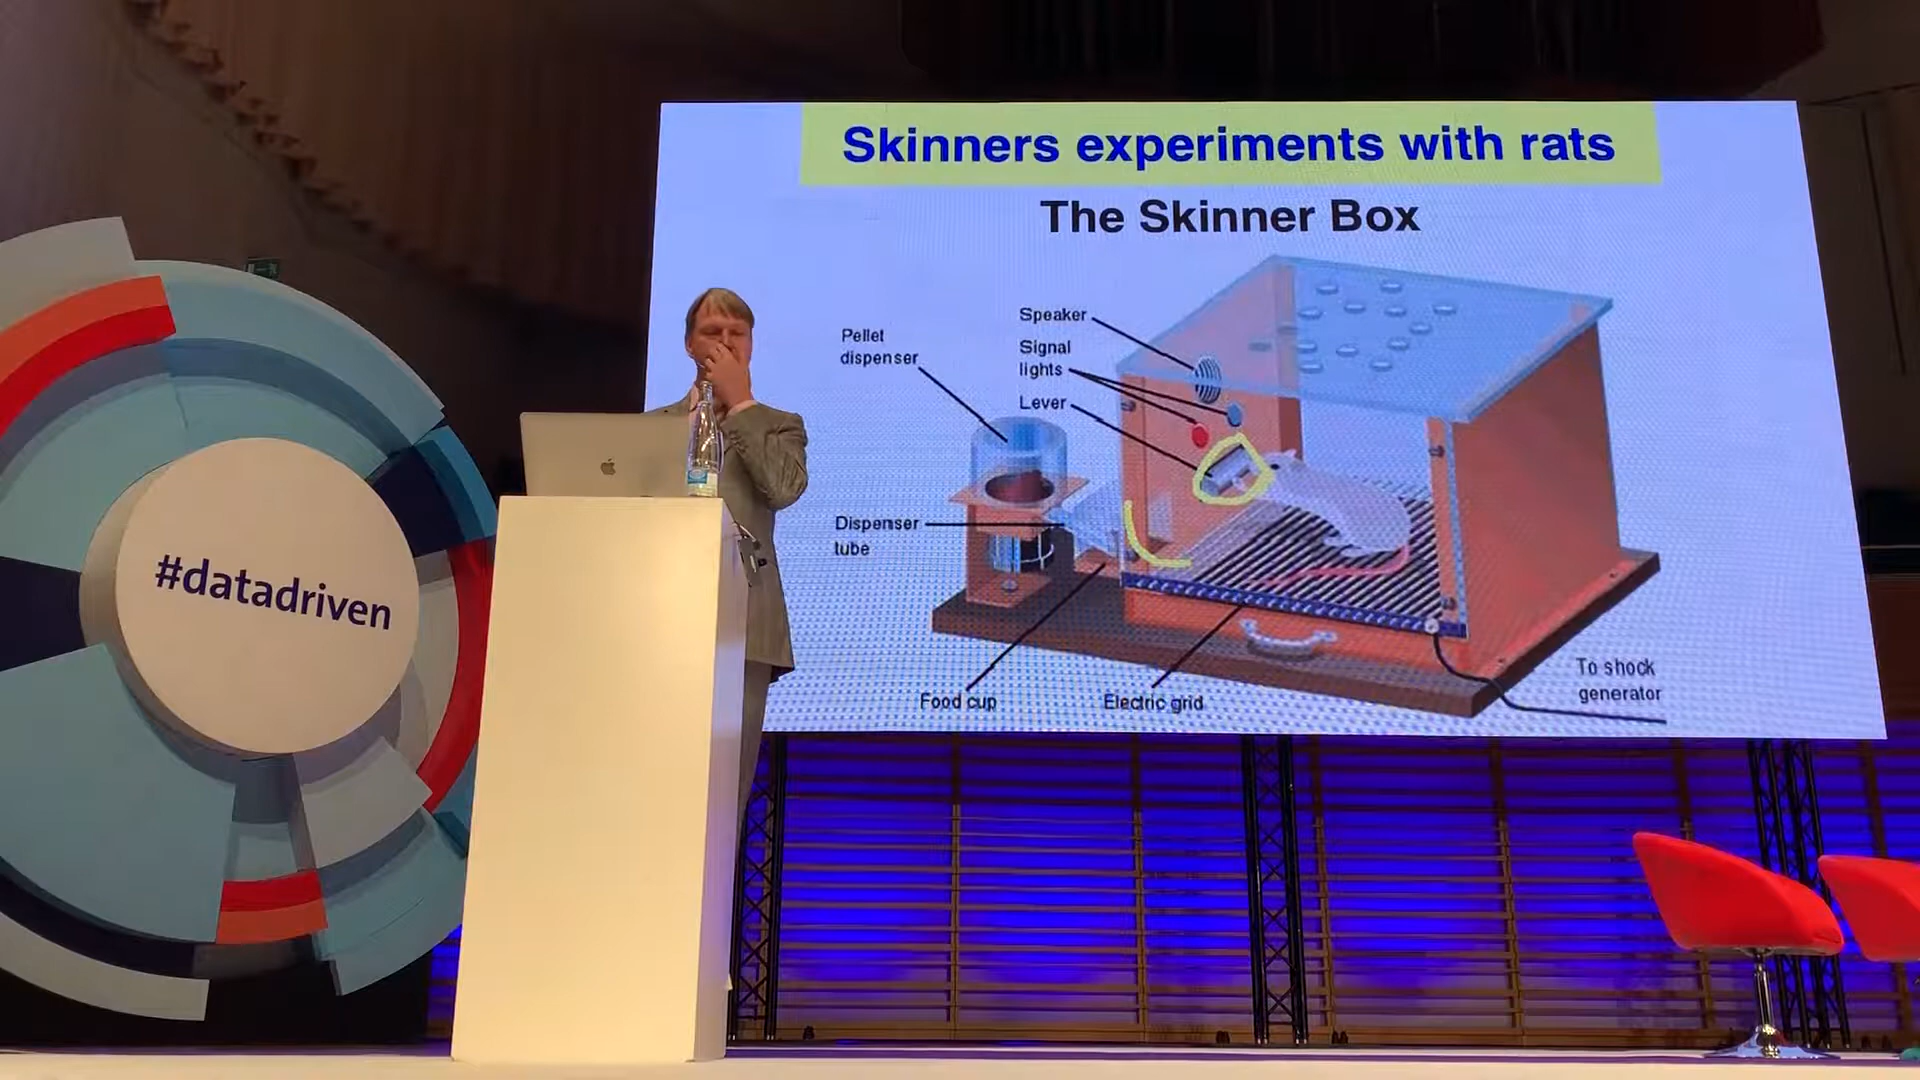 Skinners experiments with rats
The Skinner Box
Speaker
Pellet
dispenser
Signal
lights
Lever
Dispenser
tube
Food cup
Electric grid
To shock
generator
#datadriven